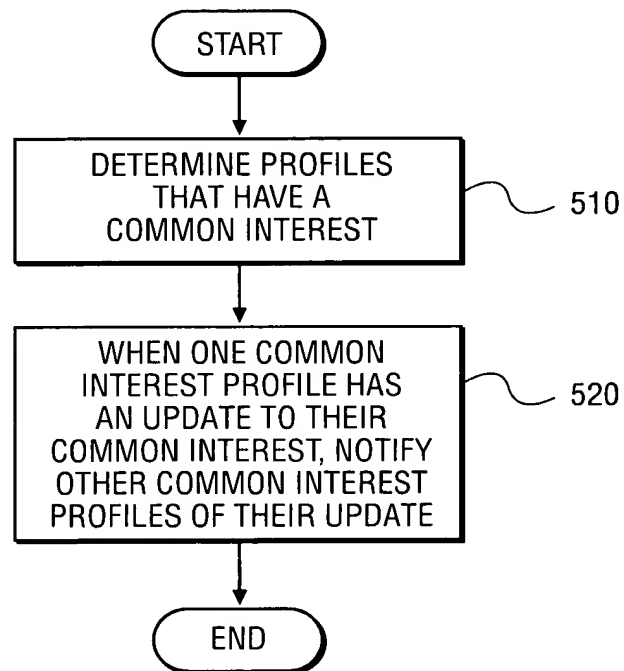 START
DETERMINE PROFILES
THAT HAVE A
COMMON INTEREST
510
WHEN ONE COMMON
INTEREST PROFILE HAS
AN UPDATE TO THEIR
COMMON INTEREST, NOTIFY
OTHER COMMON INTEREST
PROFILES OF THEIR UPDATE
520
END